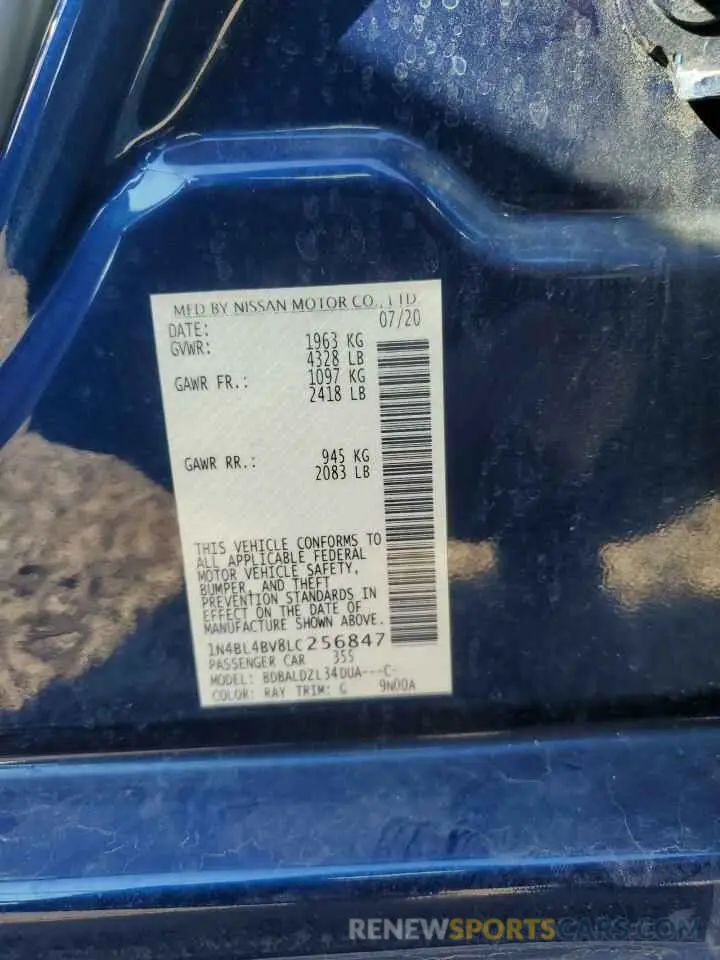 MFD BY NISSAN MOTOR CO., LTD
DATE: 07/20
GVWR: 1963 KG
4328 LB
GAWR FR.: 1097 KG
2418 LB
GAWR RR.: 945 KG
2083 LB
THIS VEHICLE CONFORMS TO
ALL APPLICABLE FEDERAL
MOTOR VEHICLE SAFETY,
BUMPER, AND THEFT
PREVENTION STANDARDS IN
EFFECT ON THE DATE OF
MANUFACTURE SHOWN ABOVE.
1N4BL4BV8LC256847
PASSENGER CAR 355
MODEL: BDBALDZL34DUA---C-
COLOR: RAY TRIM: G 9N00A
RENEWSPORTSCARS.COM